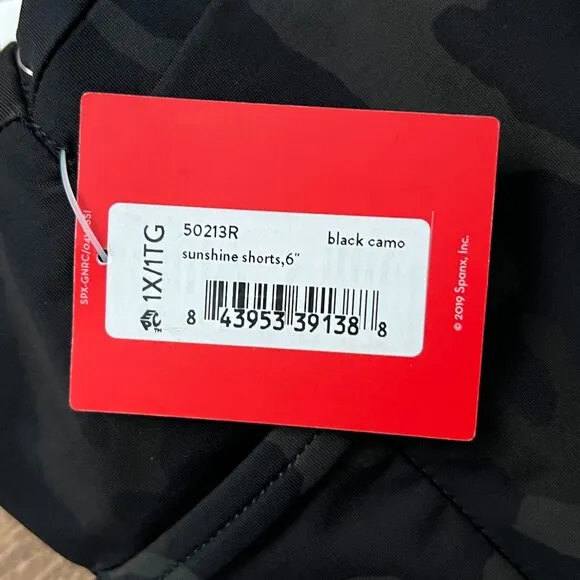 50213R
black camo
sunshine shorts,6"
1X/1TG
8 43953 39138 8
© 2019 Spanx, Inc.